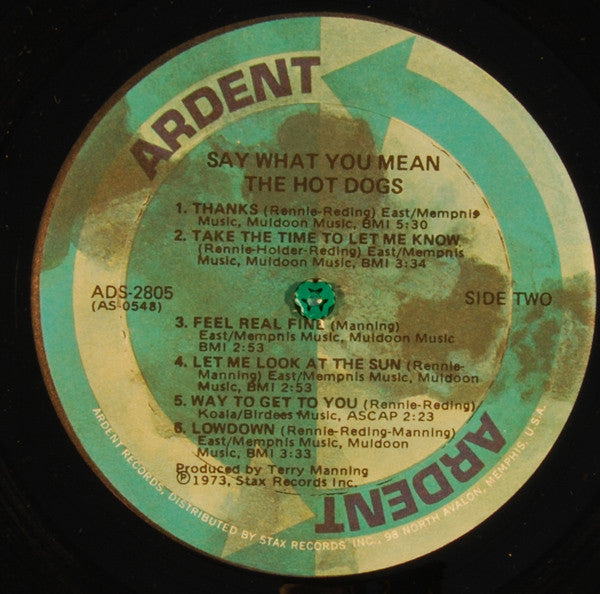 ARDENT
SAY WHAT YOU MEAN
THE HOT DOGS
1. THANKS (Rennie-Reding) East/Memphis
Music, Muldoon Music, BMI 5:30
2. TAKE THE TIME TO LET ME KNOW
(Rennie-Holder-Reding) East/Memphis
Music, Muldoon Music, BMI 3:34
ADS-2805
(AS-0548)
SIDE TWO
3. FEEL REAL FINE (Manning)
East/Memphis Music, Muldoon Music
BMI 2:53
4. LET ME LOOK AT THE SUN (Rennie-
Manning) East/Memphis Music, Muldoon
Music, BMI 2:53
5. WAY TO GET TO YOU (Rennie-Reding)
Koala/Birdees Music, ASCAP 2:23
6. LOWDOWN (Rennie-Reding-Manning)
East/Memphis Music, Muldoon
Music, BMI 3:33
Produced by Terry Manning
℗1973, Stax Records Inc.
ARDENT
ARDENT RECORDS, DISTRIBUTED BY STAX RECORDS INC., 98 NORTH AVALON, MEMPHIS, U.S.A.